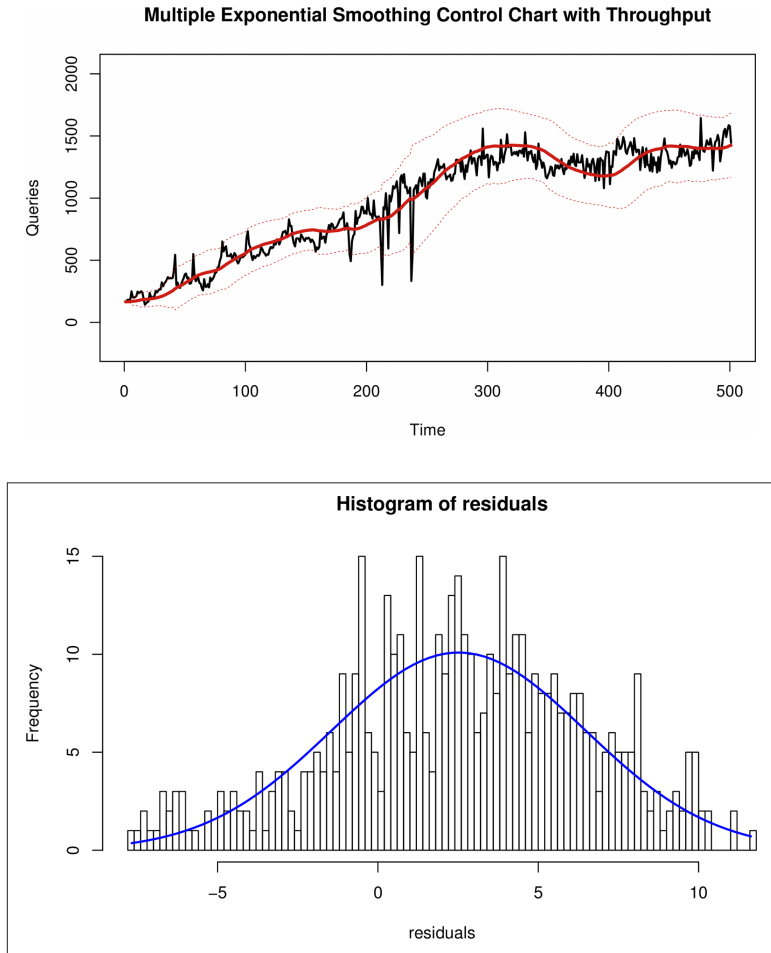 Multiple Exponential Smoothing Control Chart with Throughput
Queries
2000
1500
1000
500
0
0 100 200 300 400 500
Time
Histogram of residuals
Frequency
15
10
5
0
−5 0 5 10
residuals